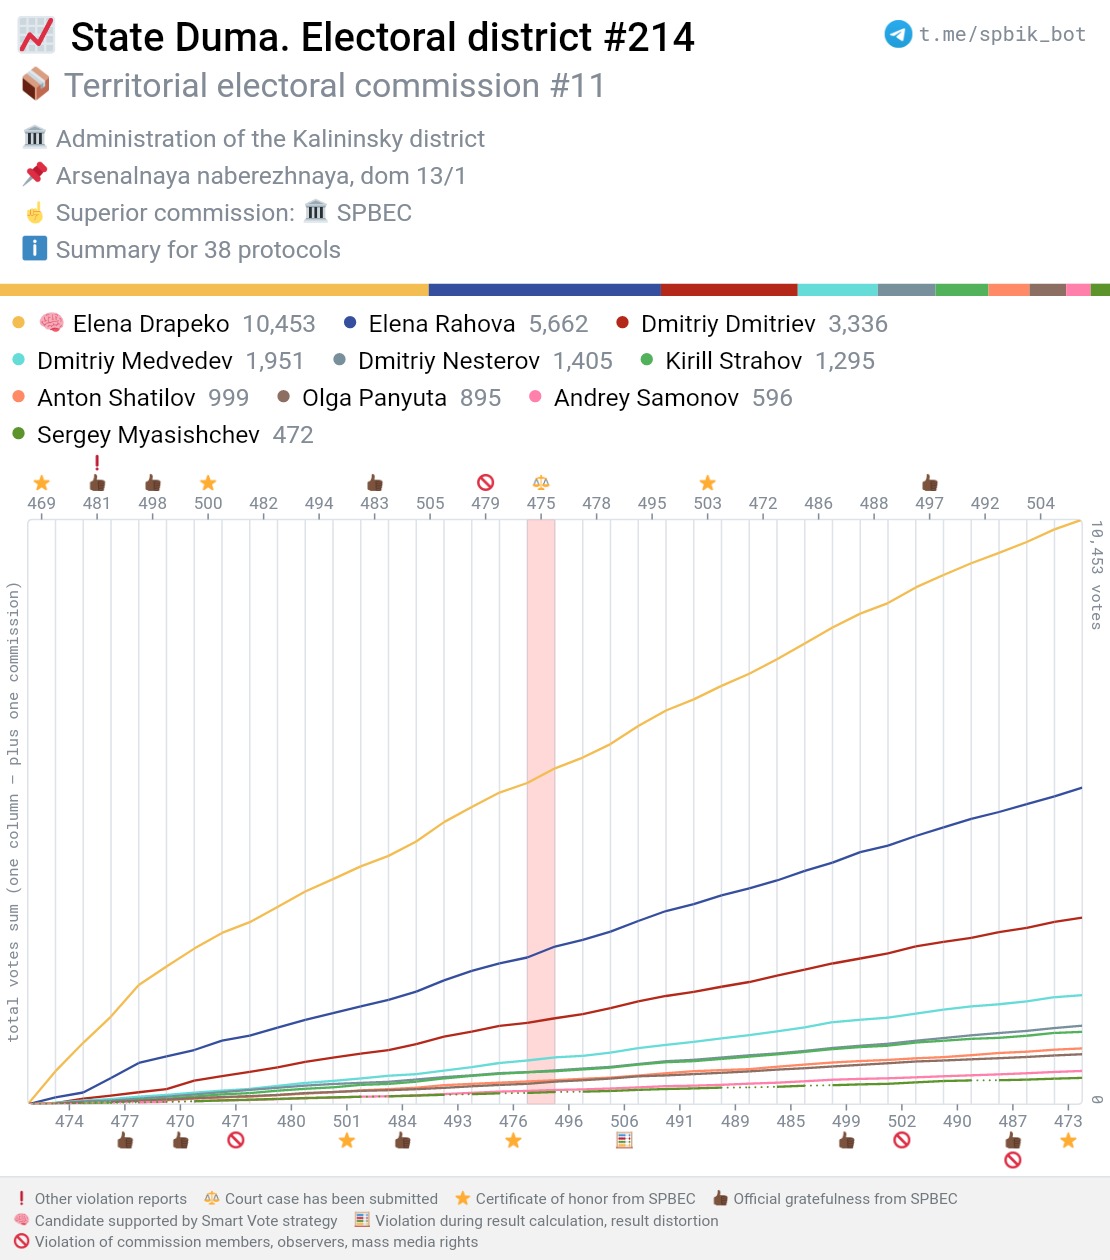 State Duma. Electoral district #214
t.me/spbik_bot
Territorial electoral commission #11
Administration of the Kalininsky district
Arsenalnaya naberezhnaya, dom 13/1
Superior commission: SPBEC
Summary for 38 protocols
Elena Drapeko 10,453 Elena Rahova 5,662 Dmitriy Dmitriev 3,336
Dmitriy Medvedev 1,951 Dmitriy Nesterov 1,405 Kirill Strahov 1,295
Anton Shatilov 999 Olga Panyuta 895 Andrey Samonov 596
Sergey Myasishchev 472
469 481 498 500 482 494 483 505 479 475 478 495 503 472 486 488 497 492 504
10,453 votes
total votes sum (one column – plus one commission)
0
474 477 470 471 480 501 484 493 476 496 506 491 489 485 499 502 490 487 473
Other violation reports Court case has been submitted Certificate of honor from SPBEC Official gratefulness from SPBEC
Candidate supported by Smart Vote strategy Violation during result calculation, result distortion
Violation of commission members, observers, mass media rights